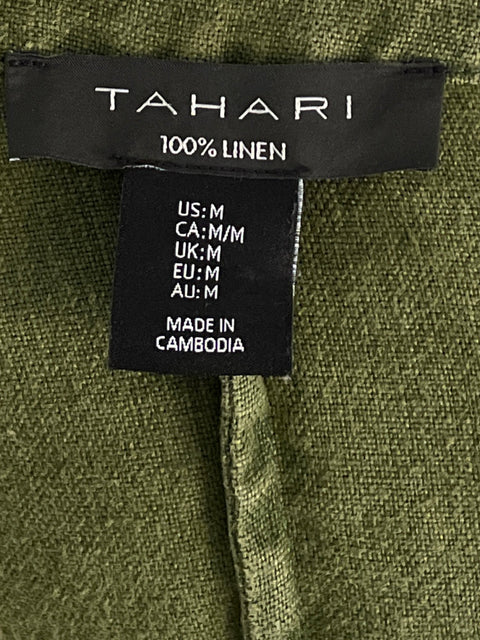 TAHARI
100% LINEN
US: M
CA: M/M
UK: M
EU: M
AU: M
MADE IN
CAMBODIA